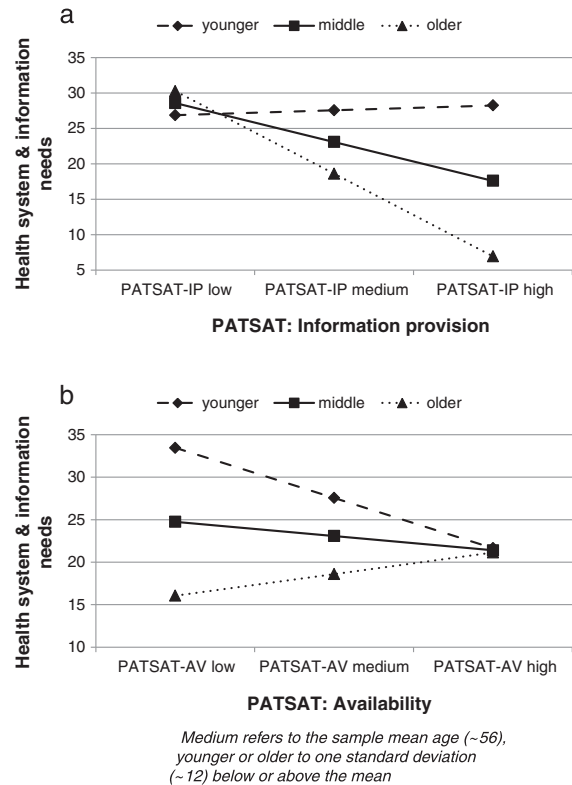 a
younger middle older
35
30
25
20
15
10
5
Health system & information
needs
PATSAT-IP low PATSAT-IP medium PATSAT-IP high
PATSAT: Information provision
b
younger middle older
35
30
25
20
15
10
Health system & information
needs
PATSAT-AV low PATSAT-AV medium PATSAT-AV high
PATSAT: Availability
Medium refers to the sample mean age (~56),
younger or older to one standard deviation
(~12) below or above the mean